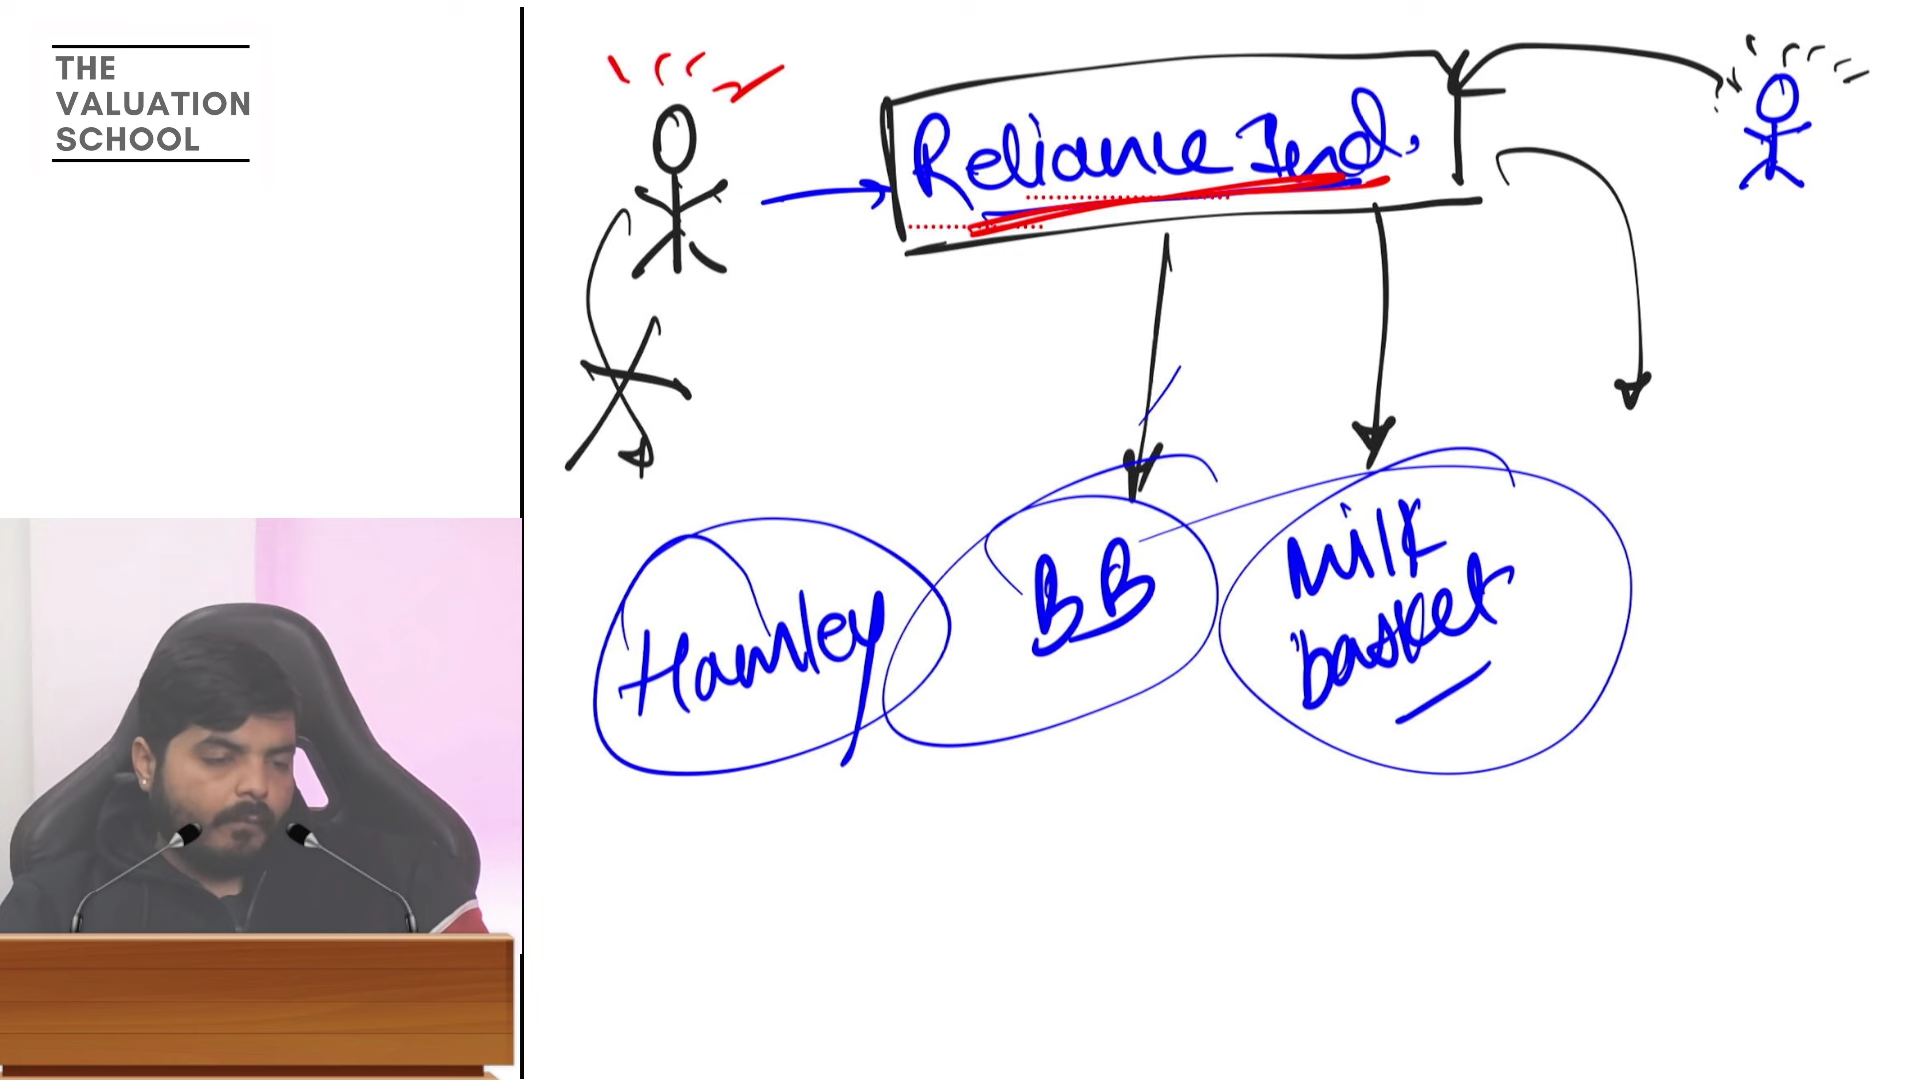 THE
VALUATION
SCHOOL
Reliance Ind.
Hamley
BB
Milk
basket